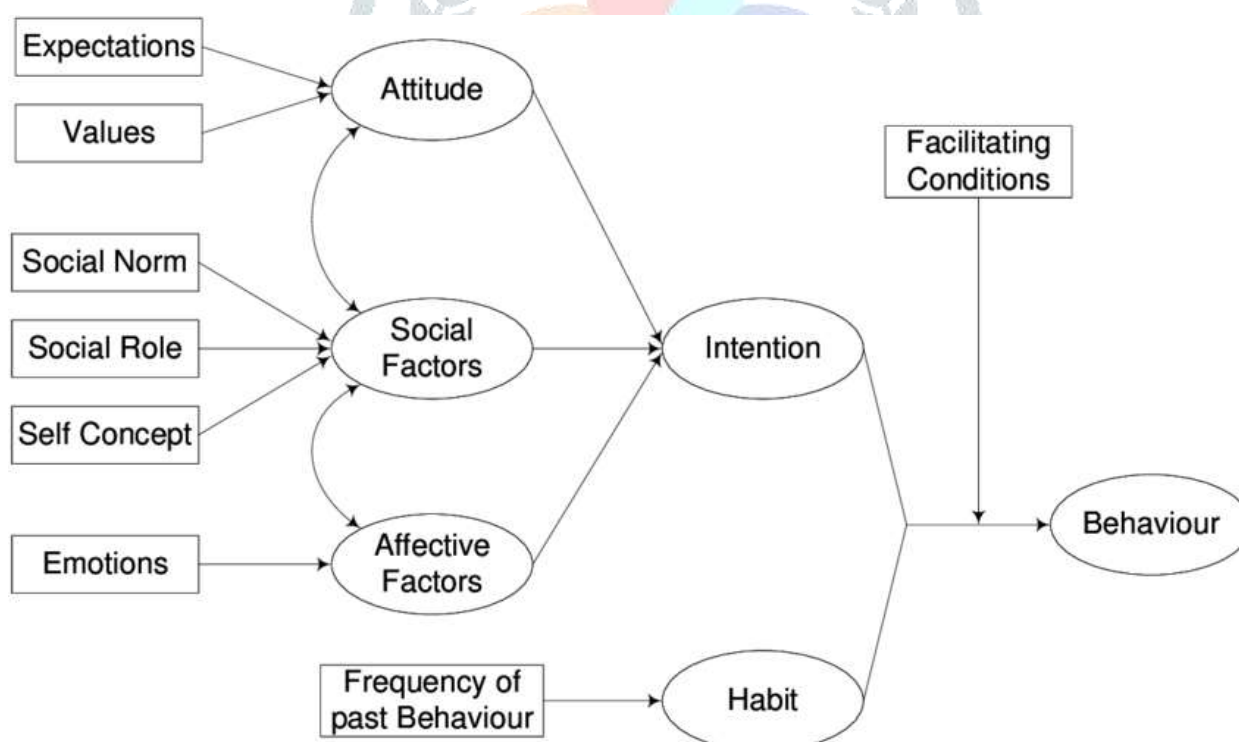 Expectations
Values
Attitude
Facilitating
Conditions
Social Norm
Social Role
Self Concept
Social
Factors
Intention
Emotions
Affective
Factors
Behaviour
Frequency of
past Behaviour
Habit